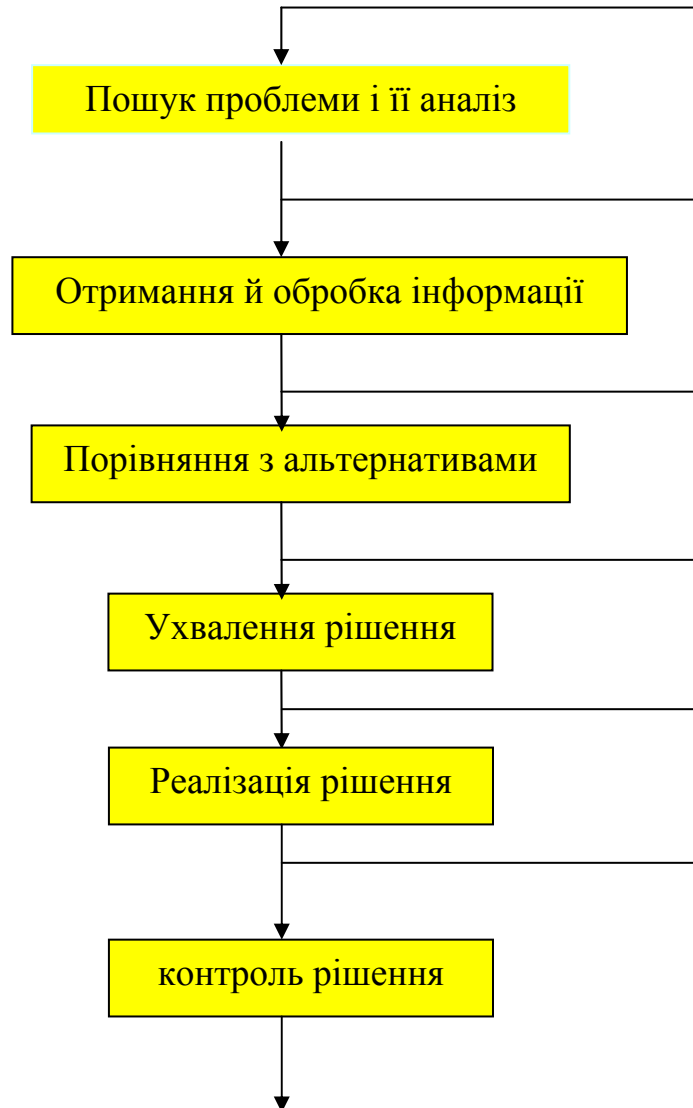 Пошук проблеми і її аналіз
Отримання й обробка інформації
Порівняння з альтернативами
Ухвалення рішення
Реалізація рішення
контроль рішення